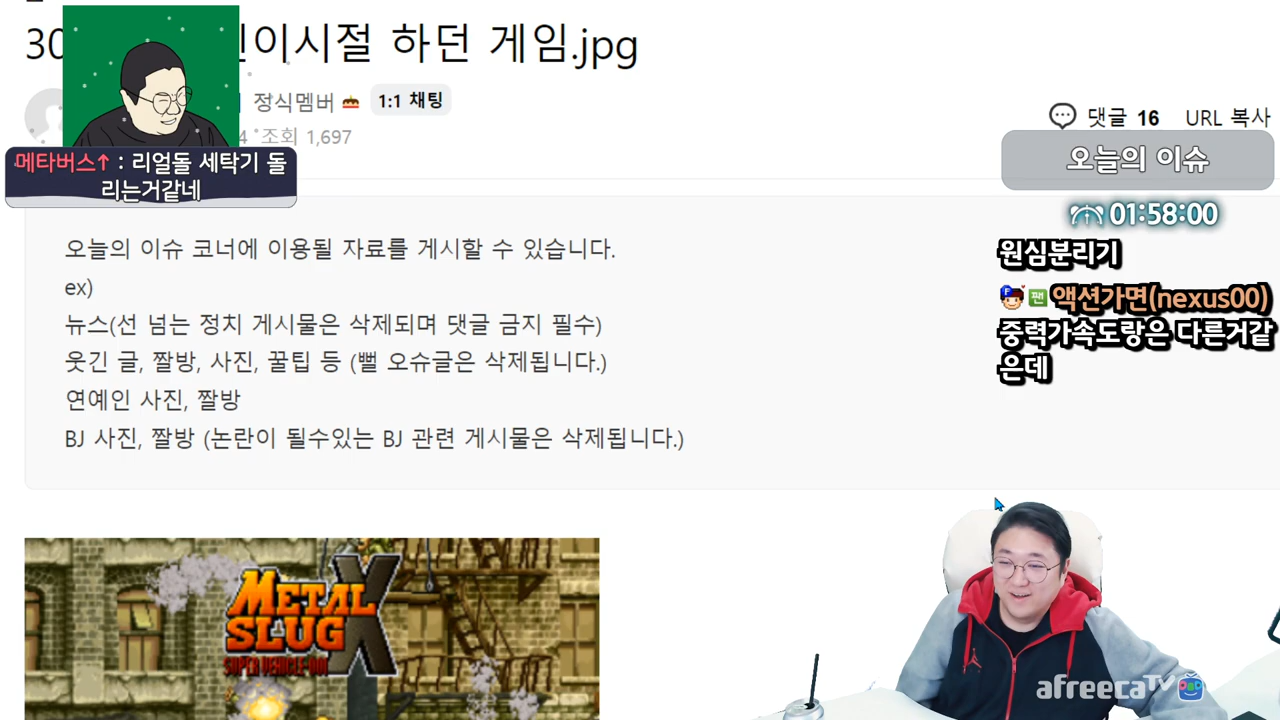 30 이시절 하던 게임.jpg
정식멤버 1:1 채팅
4 조회 1,697
댓글 16 URL 복사
메타버스↑ : 리얼돌 세탁기 돌
리는거같네
오늘의 이슈
01:58:00
원심분리기
팬 액션가면(nexus00)
중력가속도랑은 다른거같
은데
오늘의 이슈 코너에 이용될 자료를 게시할 수 있습니다.
ex)
뉴스(선 넘는 정치 게시물은 삭제되며 댓글 금지 필수)
웃긴 글, 짤방, 사진, 꿀팁 등 (뻘 오슈글은 삭제됩니다.)
연예인 사진, 짤방
BJ 사진, 짤방 (논란이 될수있는 BJ 관련 게시물은 삭제됩니다.)
METAL
SLUG X
SUPER VEHICLE-001
afreecaTV